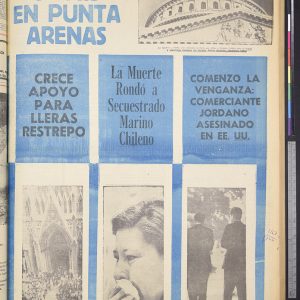 EN PUNTA
ARENAS
CRECE
APOYO
PARA
LLERAS
RESTREPO
La Muerte
Rondó a
Secuestrado
Marino
Chileno
COMENZO LA
VENGANZA:
COMERCIANTE
JORDANO
ASESINADO
EN EE. UU.